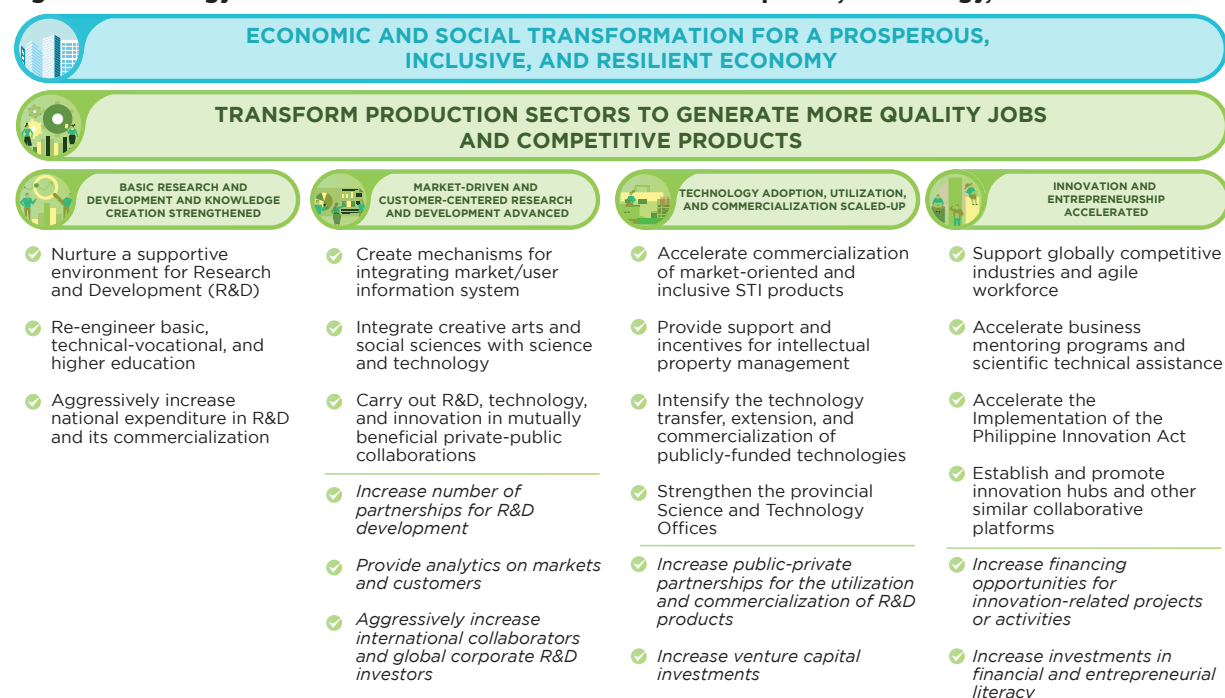 ECONOMIC AND SOCIAL TRANSFORMATION FOR A PROSPEROUS,
INCLUSIVE, AND RESILIENT ECONOMY
TRANSFORM PRODUCTION SECTORS TO GENERATE MORE QUALITY JOBS
AND COMPETITIVE PRODUCTS
BASIC RESEARCH AND
DEVELOPMENT AND KNOWLEDGE
CREATION STRENGTHENED
Nurture a supportive
environment for Research
and Development (R&D)
Re-engineer basic,
technical-vocational, and
higher education
Aggressively increase
national expenditure in R&D
and its commercialization
MARKET-DRIVEN AND
CUSTOMER-CENTERED RESEARCH
AND DEVELOPMENT ADVANCED
Create mechanisms for
integrating market/user
information system
Integrate creative arts and
social sciences with science
and technology
Carry out R&D, technology,
and innovation in mutually
beneficial private-public
collaborations
Increase number of
partnerships for R&D
development
Provide analytics on markets
and customers
Aggressively increase
international collaborators
and global corporate R&D
investors
TECHNOLOGY ADOPTION, UTILIZATION,
AND COMMERCIALIZATION SCALED-UP
Accelerate commercialization
of market-oriented and
inclusive STI products
Provide support and
incentives for intellectual
property management
Intensify the technology
transfer, extension, and
commercialization of
publicly-funded technologies
Strengthen the provincial
Science and Technology
Offices
Increase public-private
partnerships for the utilization
and commercialization of R&D
products
Increase venture capital
investments
INNOVATION AND
ENTREPRENEURSHIP
ACCELERATED
Support globally competitive
industries and agile
workforce
Accelerate business
mentoring programs and
scientific technical assistance
Accelerate the
Implementation of the
Philippine Innovation Act
Establish and promote
innovation hubs and other
similar collaborative
platforms
Increase financing
opportunities for
innovation-related projects
or activities
Increase investments in
financial and entrepreneurial
literacy